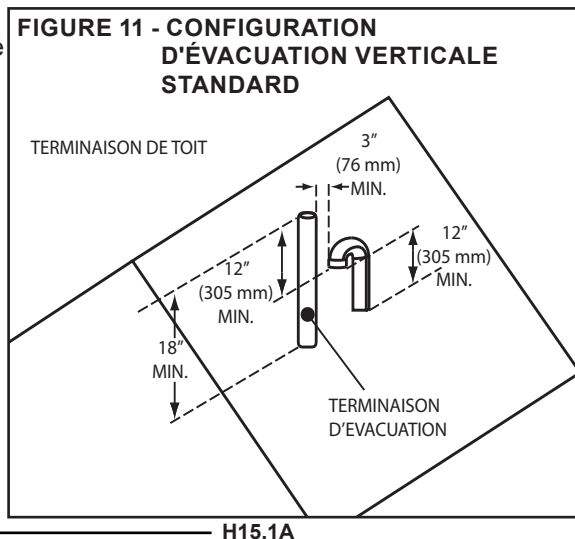 e
FIGURE 11 - CONFIGURATION
D'ÉVACUATION VERTICALE
STANDARD
TERMINAISON DE TOIT
3"
(76 mm)
MIN.
12"
(305 mm)
MIN.
12"
(305 mm)
MIN.
18"
MIN.
TERMINAISON
D'EVACUATION
H15.1A